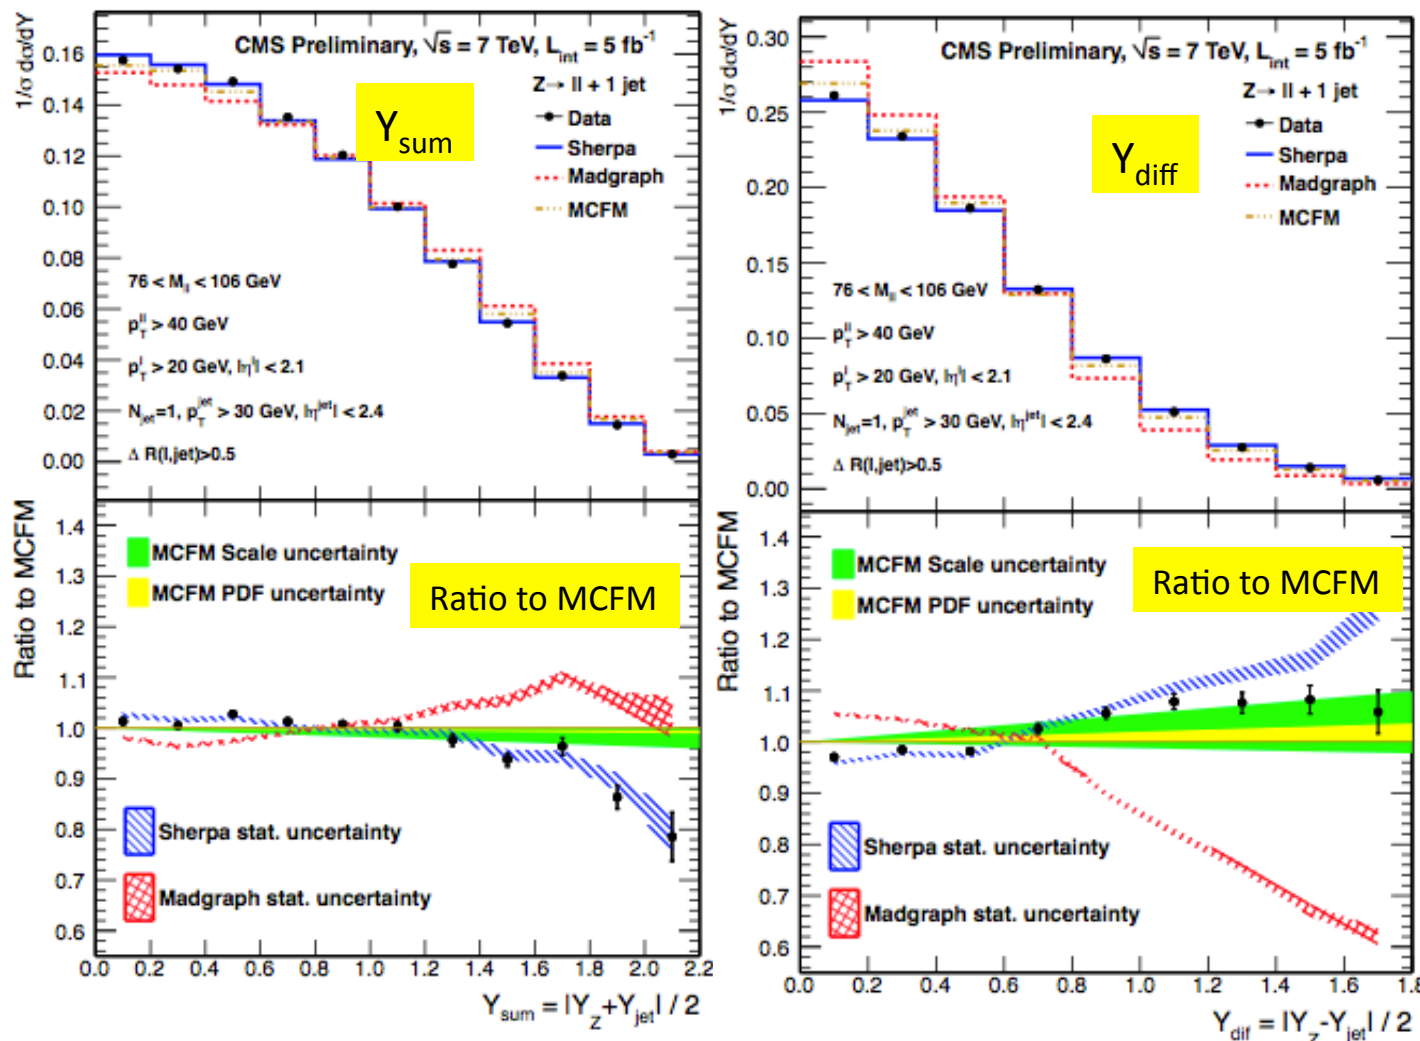 CMS Preliminary, √s = 7 TeV, L_int = 5 fb⁻¹
Z→ ll + 1 jet
Data
Sherpa
Madgraph
MCFM
Y_sum
1/σ dσ/dY
0.16
0.14
0.12
0.10
0.08
0.06
0.04
0.02
0.00
76 < M_ll < 106 GeV
p_T^ll > 40 GeV
p_T^l > 20 GeV, |η^l| < 2.1
N_jet=1, p_T^jet > 30 GeV, |η^jet| < 2.4
Δ R(l,jet)>0.5
Ratio to MCFM
1.4
1.3
1.2
1.1
1.0
0.9
0.8
0.7
0.6
MCFM Scale uncertainty
MCFM PDF uncertainty
Ratio to MCFM
Sherpa stat. uncertainty
Madgraph stat. uncertainty
0.0 0.2 0.4 0.6 0.8 1.0 1.2 1.4 1.6 1.8 2.0 2.2
Y_sum = |Y_Z+Y_jet| / 2
CMS Preliminary, √s = 7 TeV, L_int = 5 fb⁻¹
Z→ ll + 1 jet
Data
Sherpa
Madgraph
MCFM
Y_diff
1/σ dσ/dY
0.30
0.25
0.20
0.15
0.10
0.05
0.00
76 < M_ll < 106 GeV
p_T^ll > 40 GeV
p_T^l > 20 GeV, |η^l| < 2.1
N_jet=1, p_T^jet > 30 GeV, |η^jet| < 2.4
Δ R(l,jet)>0.5
Ratio to MCFM
1.4
1.3
1.2
1.1
1.0
0.9
0.8
0.7
0.6
MCFM Scale uncertainty
MCFM PDF uncertainty
Ratio to MCFM
Sherpa stat. uncertainty
Madgraph stat. uncertainty
0.0 0.2 0.4 0.6 0.8 1.0 1.2 1.4 1.6 1.8
Y_dif = |Y_Z-Y_jet| / 2